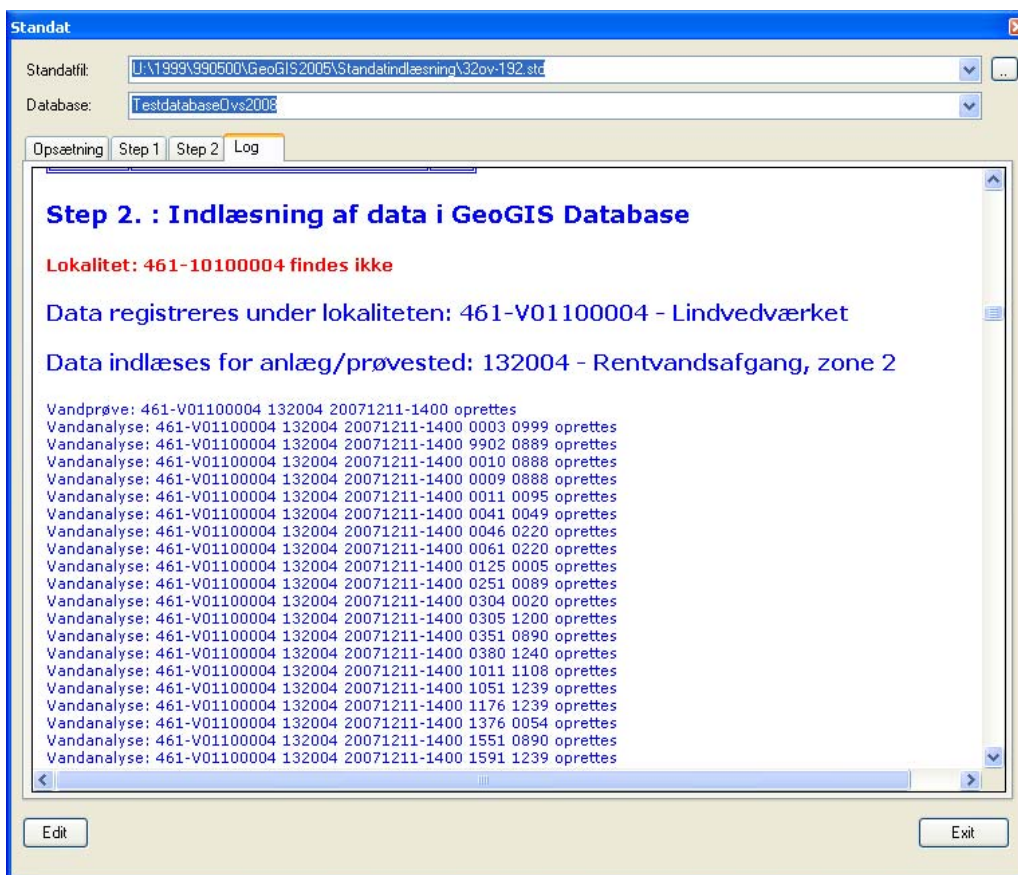 Standat
Standatfil:
U:\1999\990500\GeoGIS2005\Standatindlæsning\32ov-192.std
..
Database:
TestdatabaseOvs2008
Opsætning Step 1 Step 2 Log
Step 2. : Indlæsning af data i GeoGIS Database
Lokalitet: 461-10100004 findes ikke
Data registreres under lokaliteten: 461-V01100004 - Lindvedværket
Data indlæses for anlæg/prøvested: 132004 - Rentvandsafgang, zone 2
Vandprøve: 461-V01100004 132004 20071211-1400 oprettes
Vandanalyse: 461-V01100004 132004 20071211-1400 0003 0999 oprettes
Vandanalyse: 461-V01100004 132004 20071211-1400 9902 0889 oprettes
Vandanalyse: 461-V01100004 132004 20071211-1400 0010 0888 oprettes
Vandanalyse: 461-V01100004 132004 20071211-1400 0009 0888 oprettes
Vandanalyse: 461-V01100004 132004 20071211-1400 0011 0095 oprettes
Vandanalyse: 461-V01100004 132004 20071211-1400 0041 0049 oprettes
Vandanalyse: 461-V01100004 132004 20071211-1400 0046 0220 oprettes
Vandanalyse: 461-V01100004 132004 20071211-1400 0061 0220 oprettes
Vandanalyse: 461-V01100004 132004 20071211-1400 0125 0005 oprettes
Vandanalyse: 461-V01100004 132004 20071211-1400 0251 0089 oprettes
Vandanalyse: 461-V01100004 132004 20071211-1400 0304 0020 oprettes
Vandanalyse: 461-V01100004 132004 20071211-1400 0305 1200 oprettes
Vandanalyse: 461-V01100004 132004 20071211-1400 0351 0890 oprettes
Vandanalyse: 461-V01100004 132004 20071211-1400 0380 1240 oprettes
Vandanalyse: 461-V01100004 132004 20071211-1400 1011 1108 oprettes
Vandanalyse: 461-V01100004 132004 20071211-1400 1051 1239 oprettes
Vandanalyse: 461-V01100004 132004 20071211-1400 1176 1239 oprettes
Vandanalyse: 461-V01100004 132004 20071211-1400 1376 0054 oprettes
Vandanalyse: 461-V01100004 132004 20071211-1400 1551 0890 oprettes
Vandanalyse: 461-V01100004 132004 20071211-1400 1591 1239 oprettes
Edit Exit